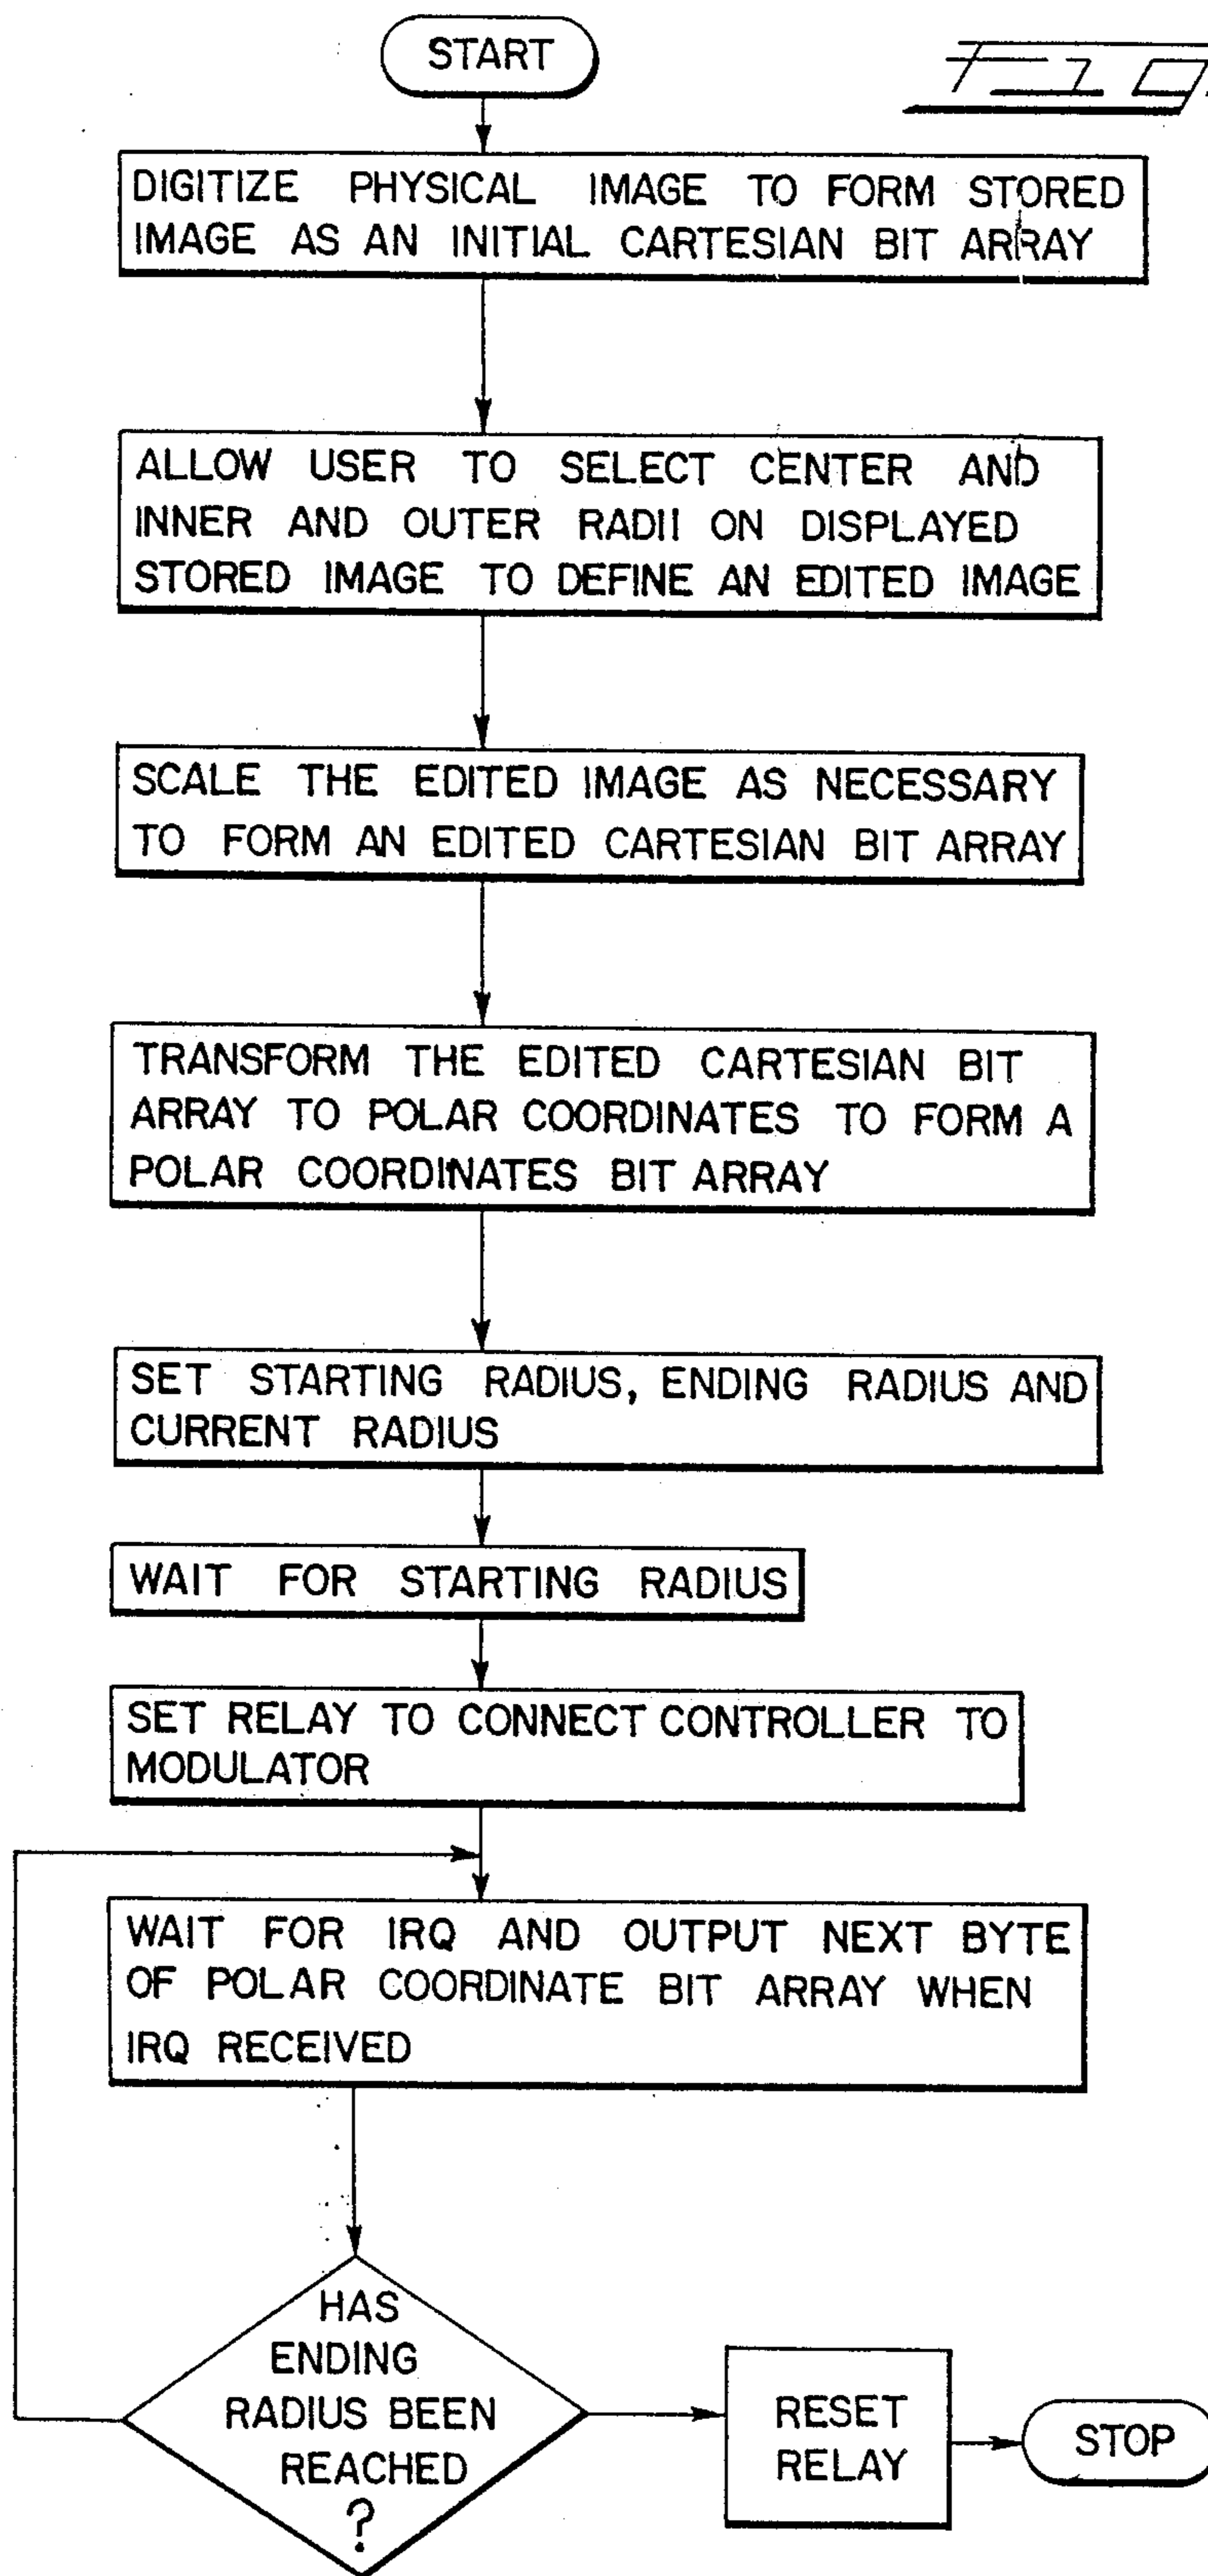 START
Fig.
DIGITIZE PHYSICAL IMAGE TO FORM STORED
IMAGE AS AN INITIAL CARTESIAN BIT ARRAY
ALLOW USER TO SELECT CENTER AND
INNER AND OUTER RADII ON DISPLAYED
STORED IMAGE TO DEFINE AN EDITED IMAGE
SCALE THE EDITED IMAGE AS NECESSARY
TO FORM AN EDITED CARTESIAN BIT ARRAY
TRANSFORM THE EDITED CARTESIAN BIT
ARRAY TO POLAR COORDINATES TO FORM A
POLAR COORDINATES BIT ARRAY
SET STARTING RADIUS, ENDING RADIUS AND
CURRENT RADIUS
WAIT FOR STARTING RADIUS
SET RELAY TO CONNECT CONTROLLER TO
MODULATOR
WAIT FOR IRQ AND OUTPUT NEXT BYTE
OF POLAR COORDINATE BIT ARRAY WHEN
IRQ RECEIVED
HAS
ENDING
RADIUS BEEN
REACHED
?
RESET
RELAY
STOP